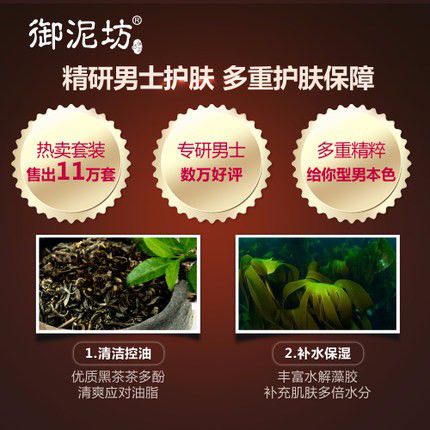 御泥坊®
精研男士护肤 多重护肤保障
热卖套装
售出11万套
专研男士
数万好评
多重精粹
给你型男本色
1.清洁控油
优质黑茶茶多酚
清爽应对油脂
2.补水保湿
丰富水解藻胶
补充肌肤多倍水分